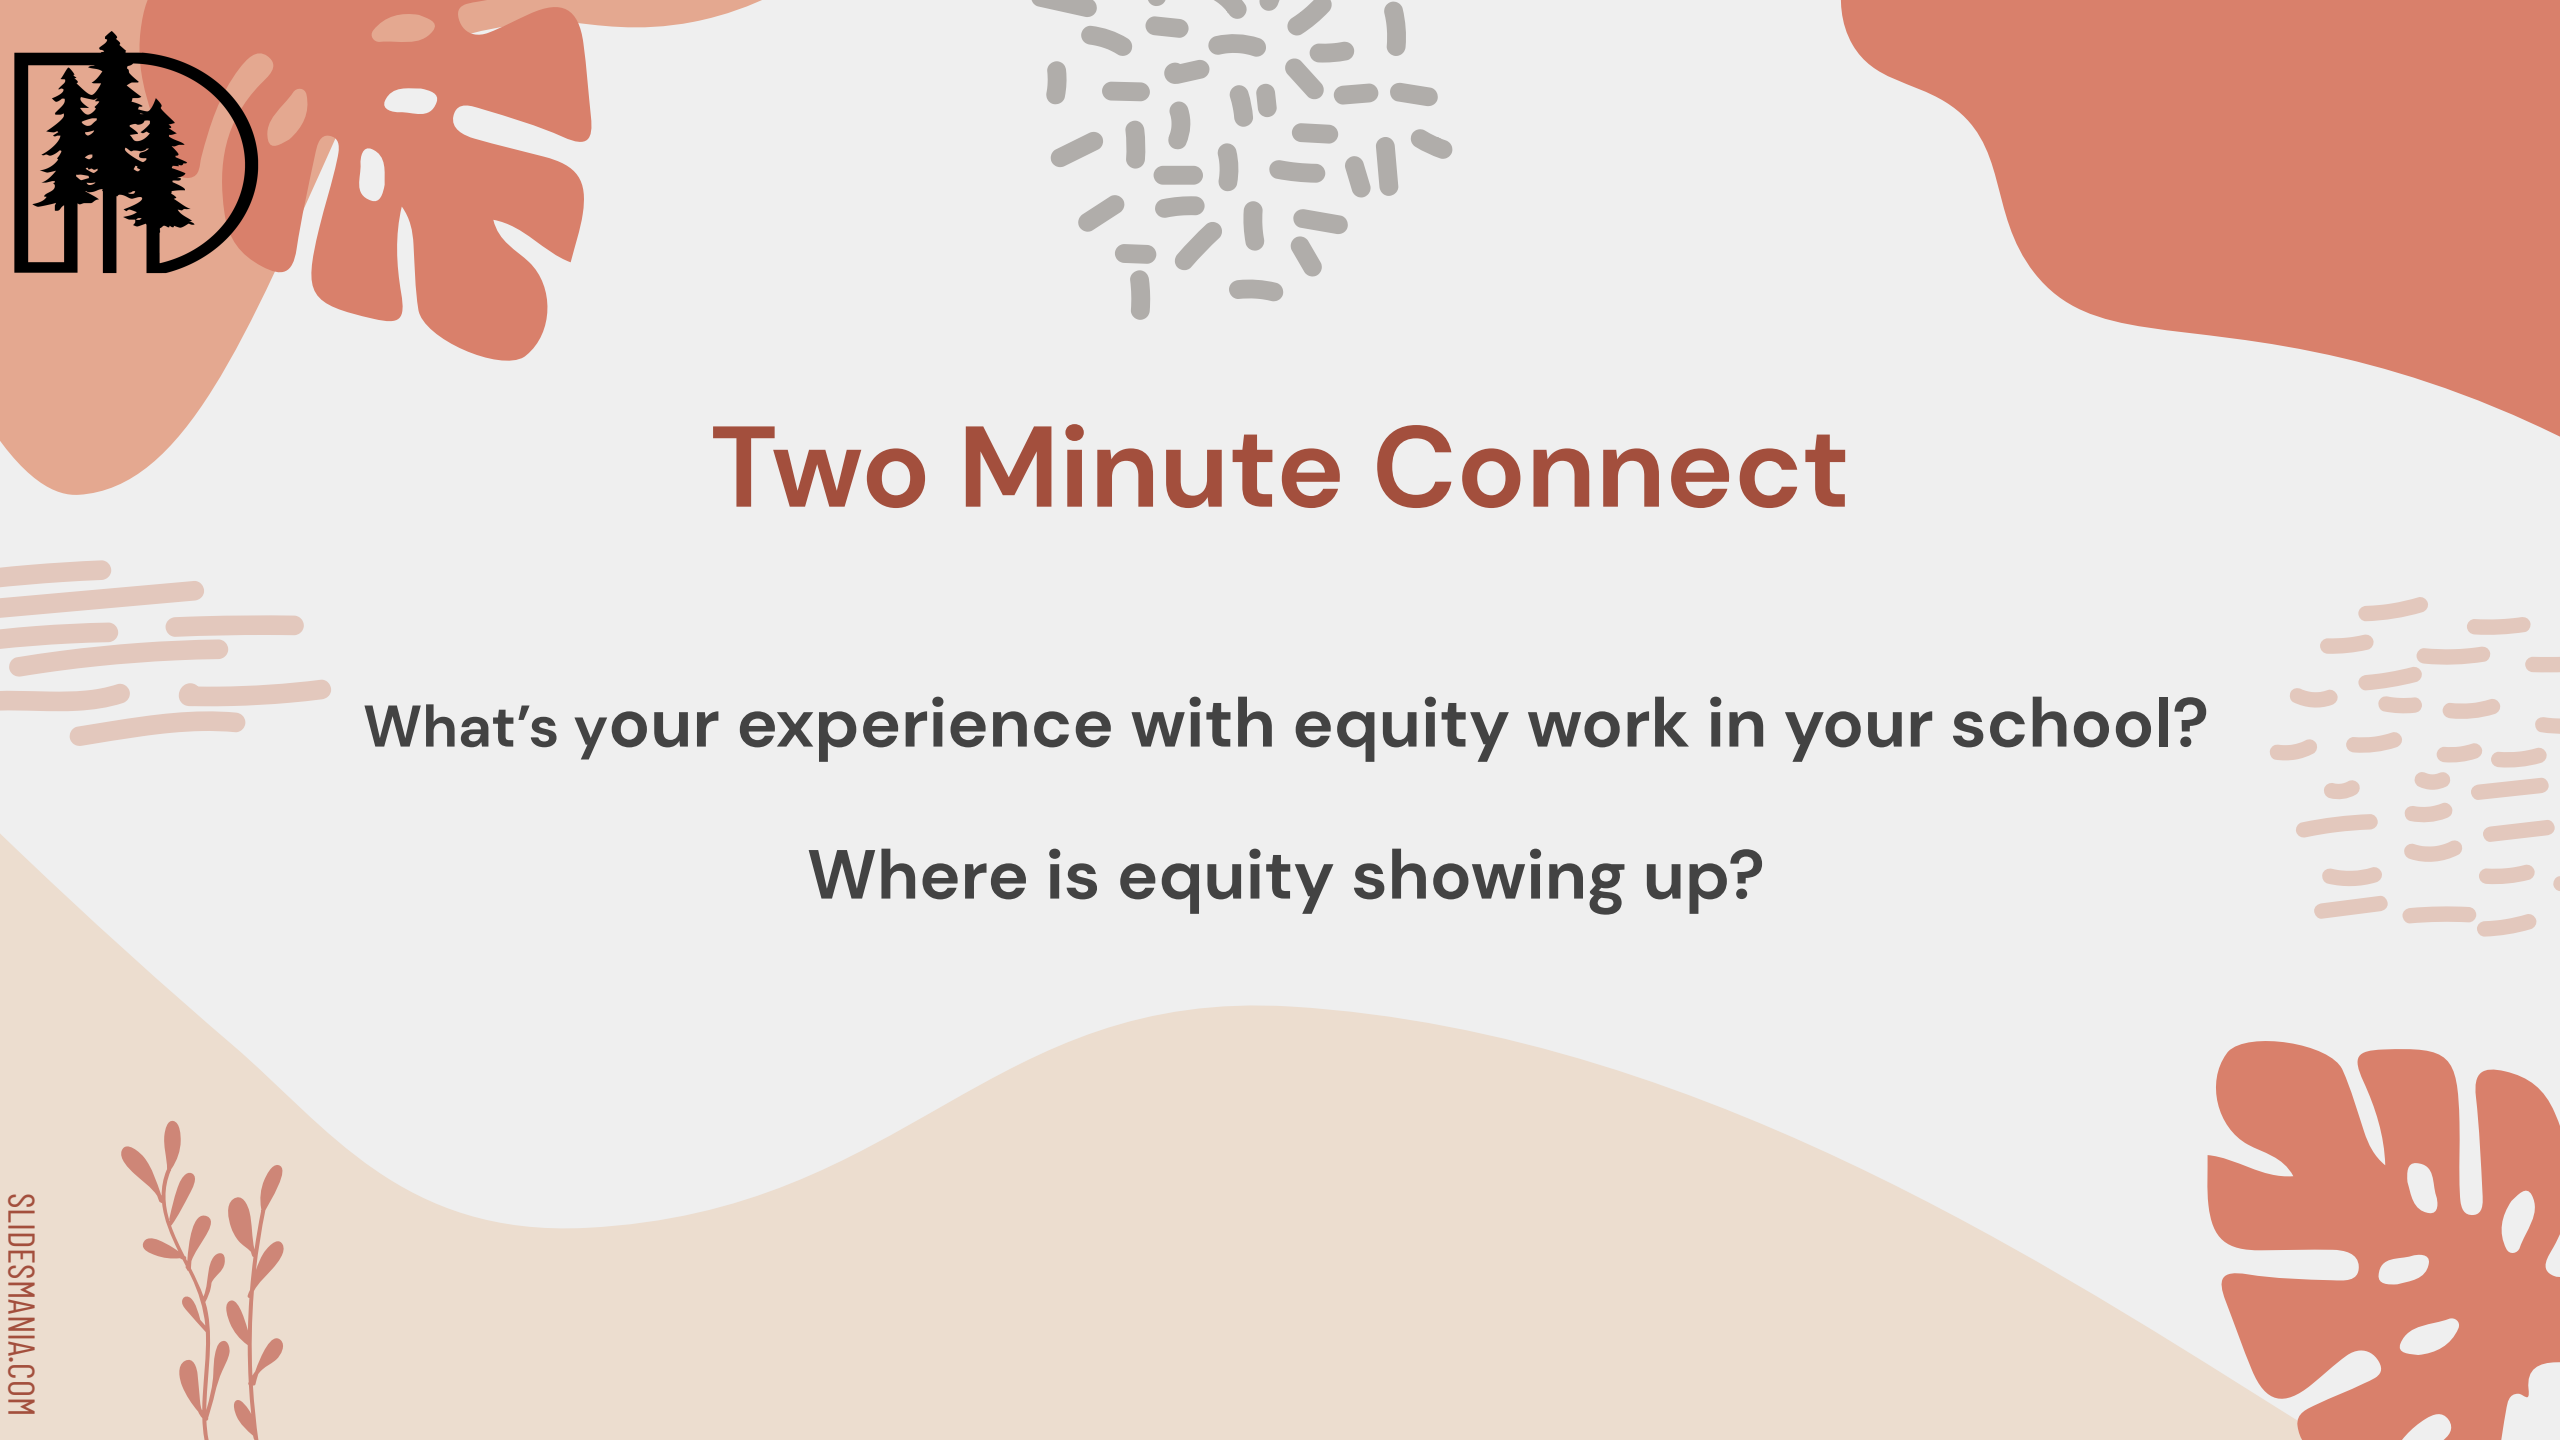 Two Minute Connect
What’s your experience with equity work in your school?
Where is equity showing up?
SLIDESMANIA.COM